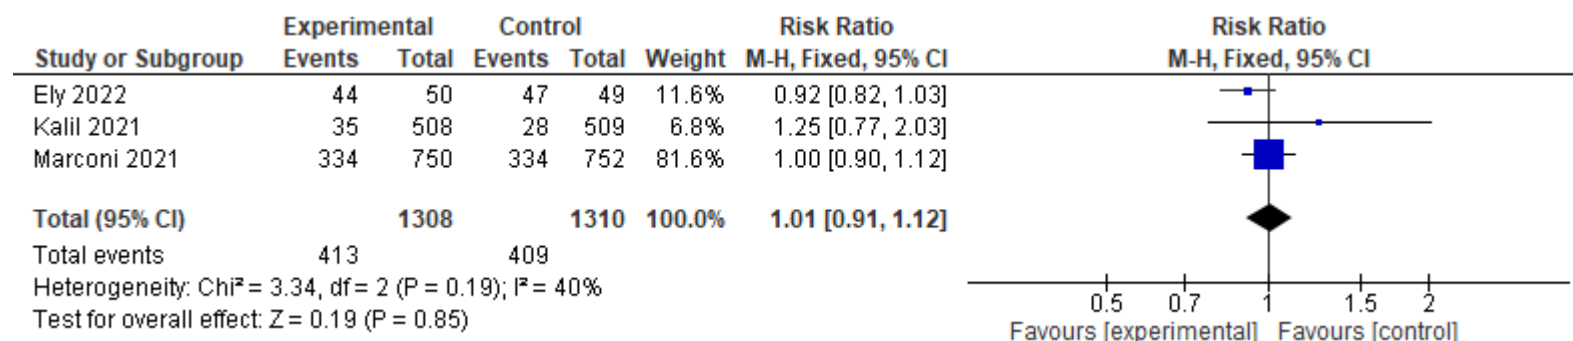 Experimental Control Risk Ratio Risk Ratio
Study or Subgroup Events Total Events Total Weight M-H, Fixed, 95% CI M-H, Fixed, 95% CI
Ely 2022 44 50 47 49 11.6% 0.92 [0.82, 1.03]
Kalil 2021 35 508 28 509 6.8% 1.25 [0.77, 2.03]
Marconi 2021 334 750 334 752 81.6% 1.00 [0.90, 1.12]
Total (95% CI) 1308 1310 100.0% 1.01 [0.91, 1.12]
Total events 413 409
Heterogeneity: Chi² = 3.34, df = 2 (P = 0.19); I² = 40%
Test for overall effect: Z = 0.19 (P = 0.85)
0.5 0.7 1 1.5 2
Favours [experimental] Favours [control]